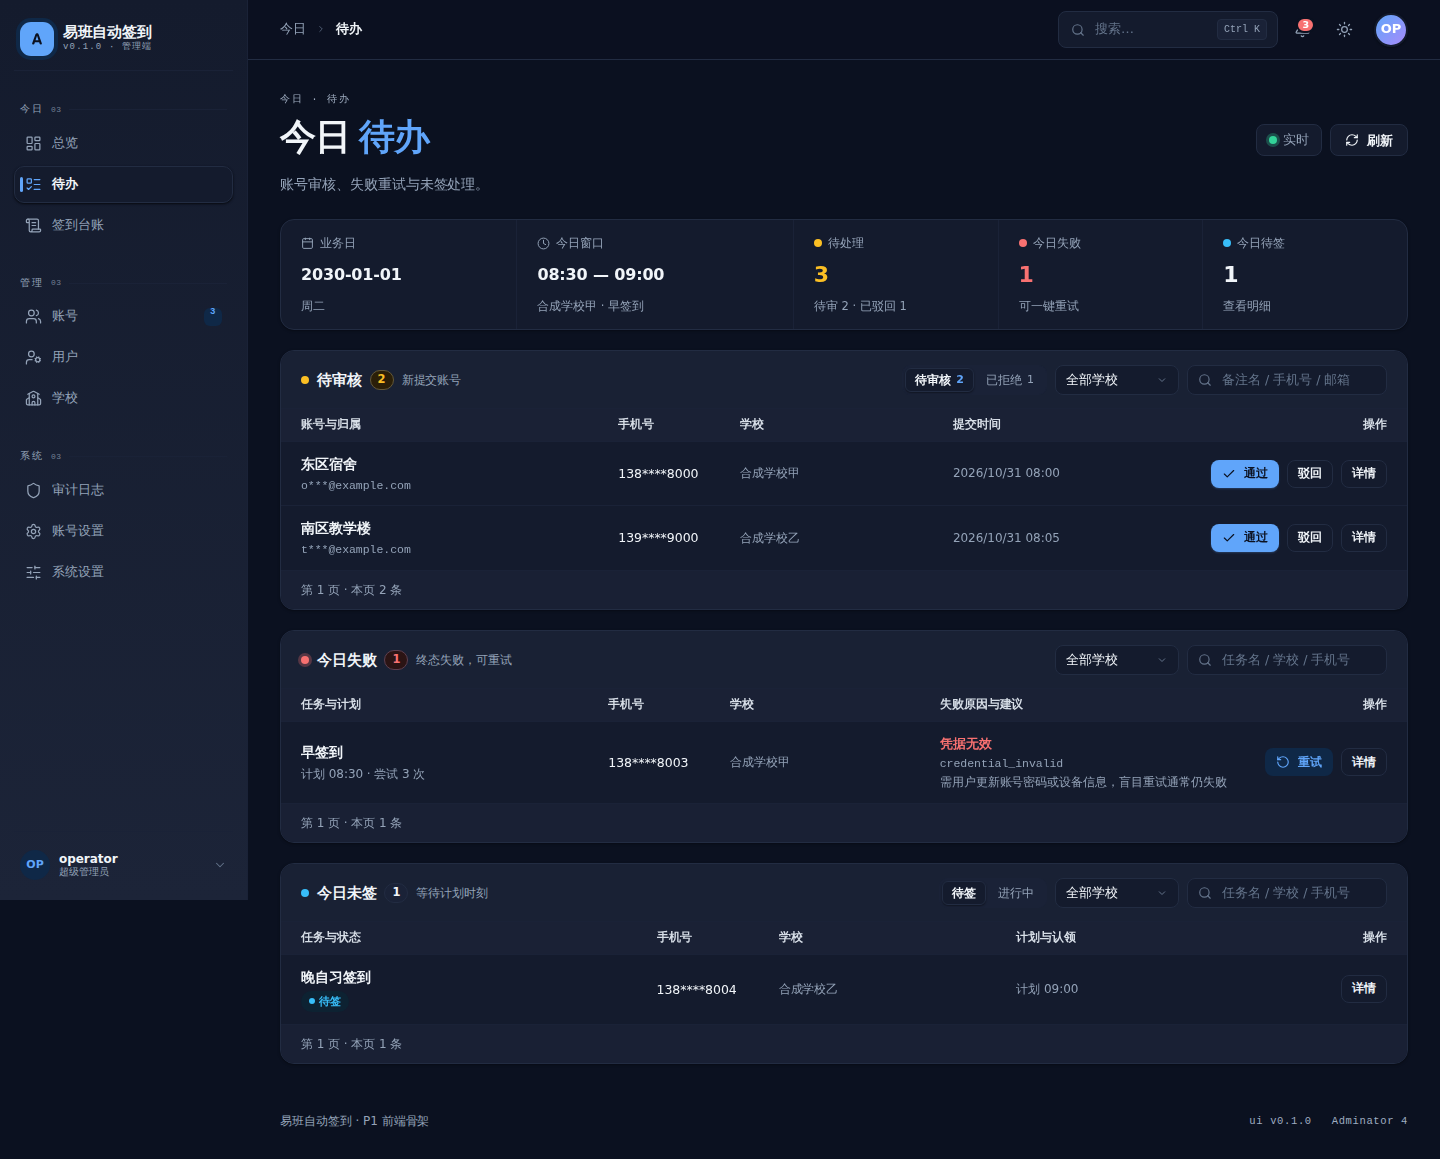 A
易班自动签到
v0.1.0 · 管理端
今日 03
总览
待办
签到台账
管理 03
账号 3
用户
学校
系统 03
审计日志
账号设置
系统设置
OP
operator
超级管理员
今日 › 待办
搜索… Ctrl K
3
OP
今日 · 待办
今日 待办
账号审核、失败重试与未签处理。
实时
刷新
业务日
2030-01-01
周二
今日窗口
08:30 — 09:00
合成学校甲 · 早签到
待处理
3
待审 2 · 已驳回 1
今日失败
1
可一键重试
今日待签
1
查看明细
待审核 2 新提交账号
待审核 2 已拒绝 1 全部学校 备注名 / 手机号 / 邮箱
账号与归属 手机号 学校 提交时间 操作
东区宿舍
o***@example.com
138****8000 合成学校甲 2026/10/31 08:00 通过 驳回 详情
南区教学楼
t***@example.com
139****9000 合成学校乙 2026/10/31 08:05 通过 驳回 详情
第 1 页 · 本页 2 条
今日失败 1 终态失败，可重试
全部学校 任务名 / 学校 / 手机号
任务与计划 手机号 学校 失败原因与建议 操作
早签到
计划 08:30 · 尝试 3 次
138****8003 合成学校甲
凭据无效
credential_invalid
需用户更新账号密码或设备信息，盲目重试通常仍失败
重试 详情
第 1 页 · 本页 1 条
今日未签 1 等待计划时刻
待签 进行中 全部学校 任务名 / 学校 / 手机号
任务与状态 手机号 学校 计划与认领 操作
晚自习签到
待签
138****8004 合成学校乙 计划 09:00 详情
第 1 页 · 本页 1 条
易班自动签到 · P1 前端骨架
ui v0.1.0 Adminator 4